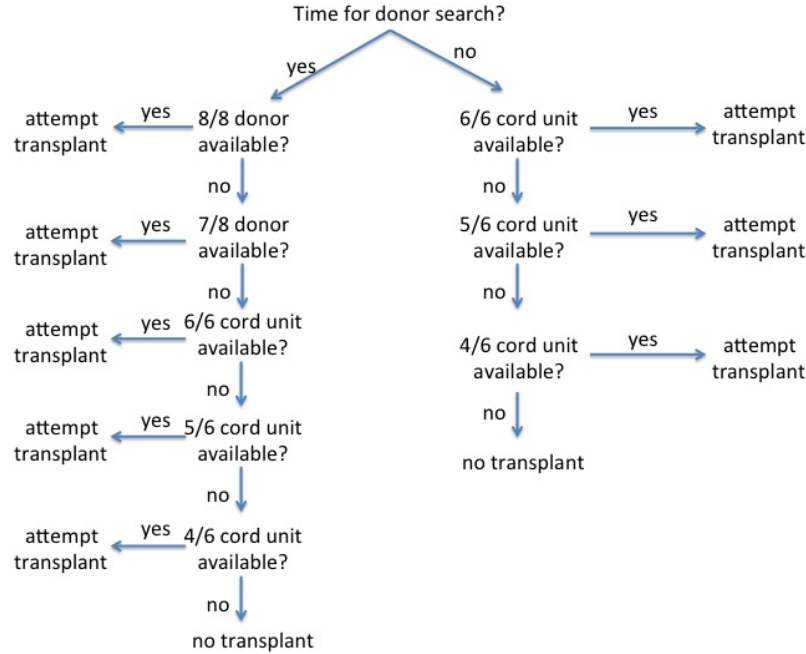 Time for donor search?
yes
no
attempt
transplant
yes
8/8 donor
available?
no
attempt
transplant
yes
7/8 donor
available?
no
attempt
transplant
yes
6/6 cord unit
available?
no
attempt
transplant
yes
5/6 cord unit
available?
no
attempt
transplant
yes
4/6 cord unit
available?
no
no transplant
6/6 cord unit
available?
yes
attempt
transplant
no
5/6 cord unit
available?
yes
attempt
transplant
no
4/6 cord unit
available?
yes
attempt
transplant
no
no transplant